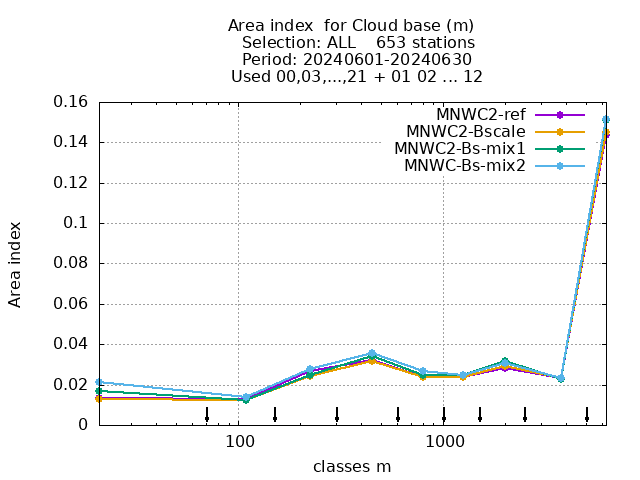 Area index  for Cloud base (m)
Selection: ALL    653 stations
Period: 20240601-20240630
Used 00,03,...,21 + 01 02 ... 12
0.16
0.14
0.12
0.1
0.08
0.06
0.04
0.02
0
Area index
MNWC2-ref
MNWC2-Bscale
MNWC2-Bs-mix1
MNWC-Bs-mix2
100
1000
classes m